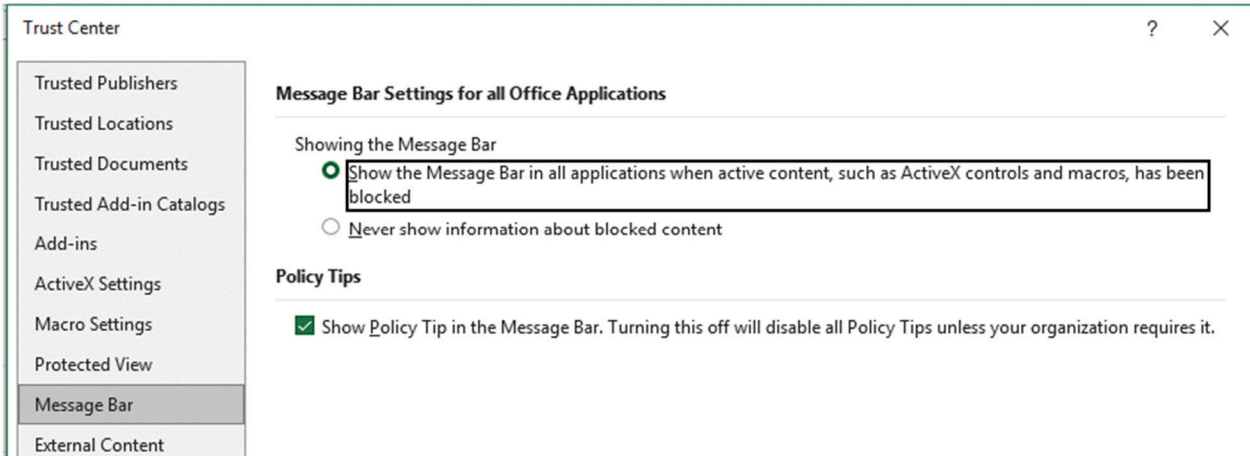 Trust Center
?
Trusted Publishers
Trusted Locations
Trusted Documents
Trusted Add-in Catalogs
Add-ins
ActiveX Settings
Macro Settings
Protected View
Message Bar
External Content
Message Bar Settings for all Office Applications
Showing the Message Bar
Show the Message Bar in all applications when active content, such as ActiveX controls and macros, has been
blocked
Never show information about blocked content
Policy Tips
Show Policy Tip in the Message Bar. Turning this off will disable all Policy Tips unless your organization requires it.